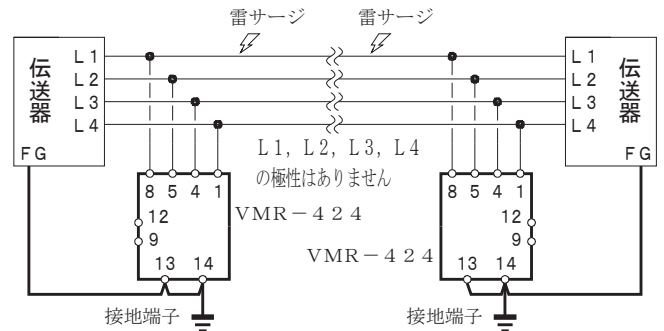 雷サージ 雷サージ
伝送器 L1 L1 伝送器
L2 L2
L3 L3
L4 L4
FG FG
L1, L2, L3, L4
の極性はありません
8 5 4 1 8 5 4 1
12 VMR-424 12
9 VMR-424 9
13 14 13 14
接地端子 接地端子